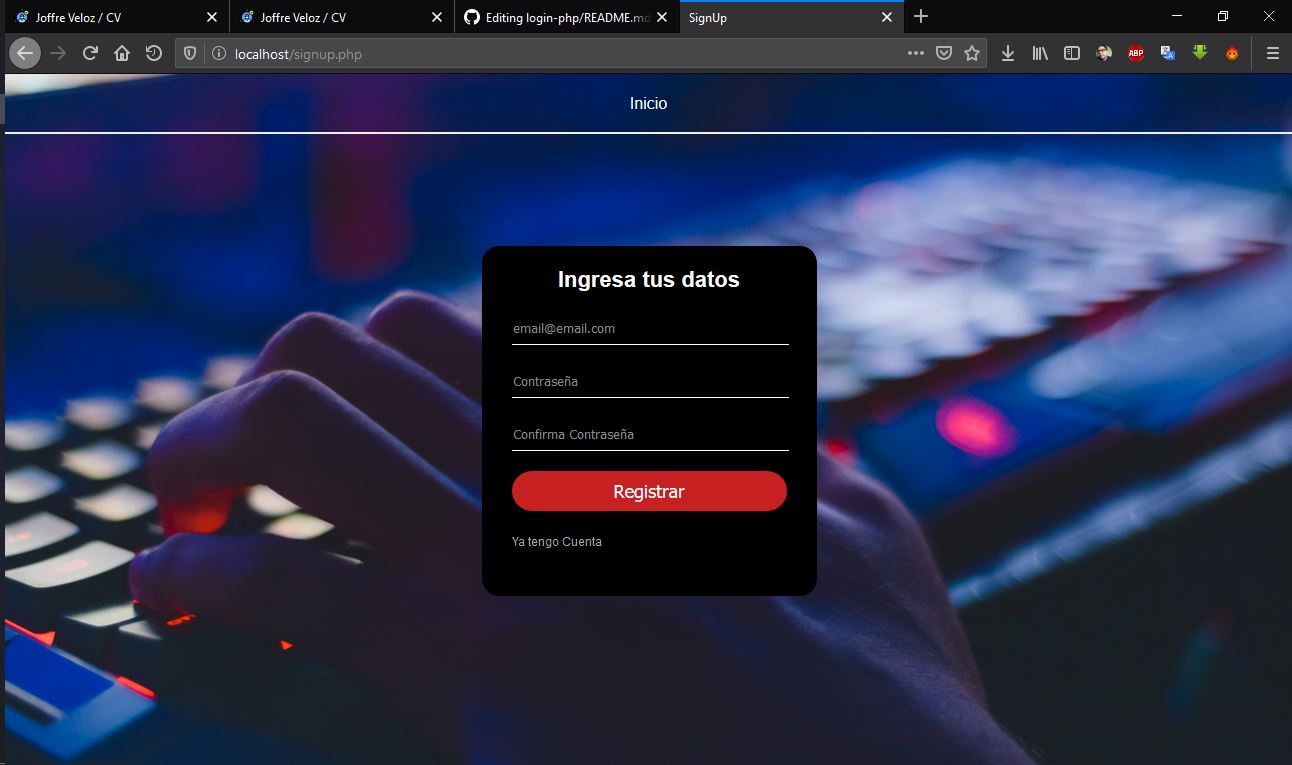 Joffre Veloz / CV
Joffre Veloz / CV
Editing login-php/README.md
SignUp
localhost/signup.php
ABP
Inicio
Ingresa tus datos
email@email.com
Contraseña
Confirma Contraseña
Registrar
Ya tengo Cuenta